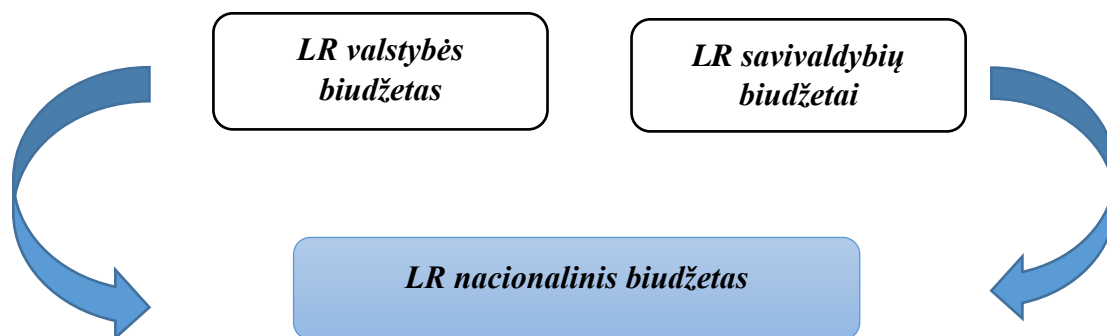 LR valstybės
biudžetas
LR savivaldybių
biudžetai
LR nacionalinis biudžetas